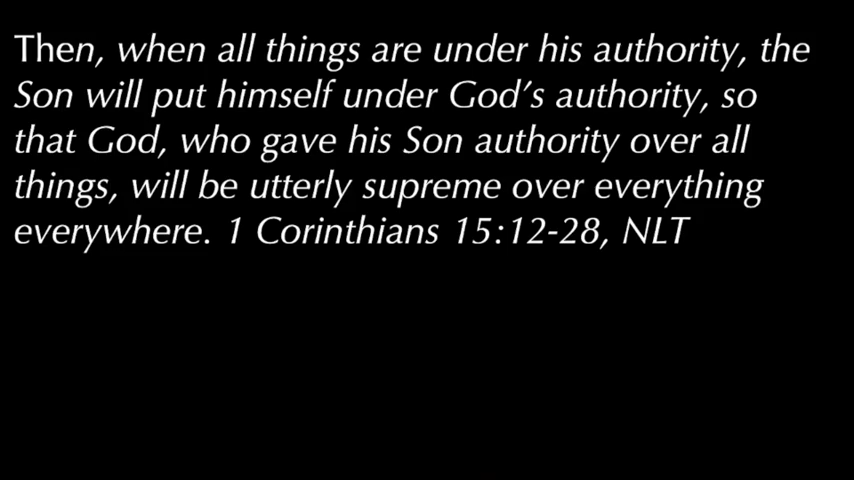 Then, when all things are under his authority, the
Son will put himself under God’s authority, so
that God, who gave his Son authority over all
things, will be utterly supreme over everything
everywhere. 1 Corinthians 15:12-28, NLT